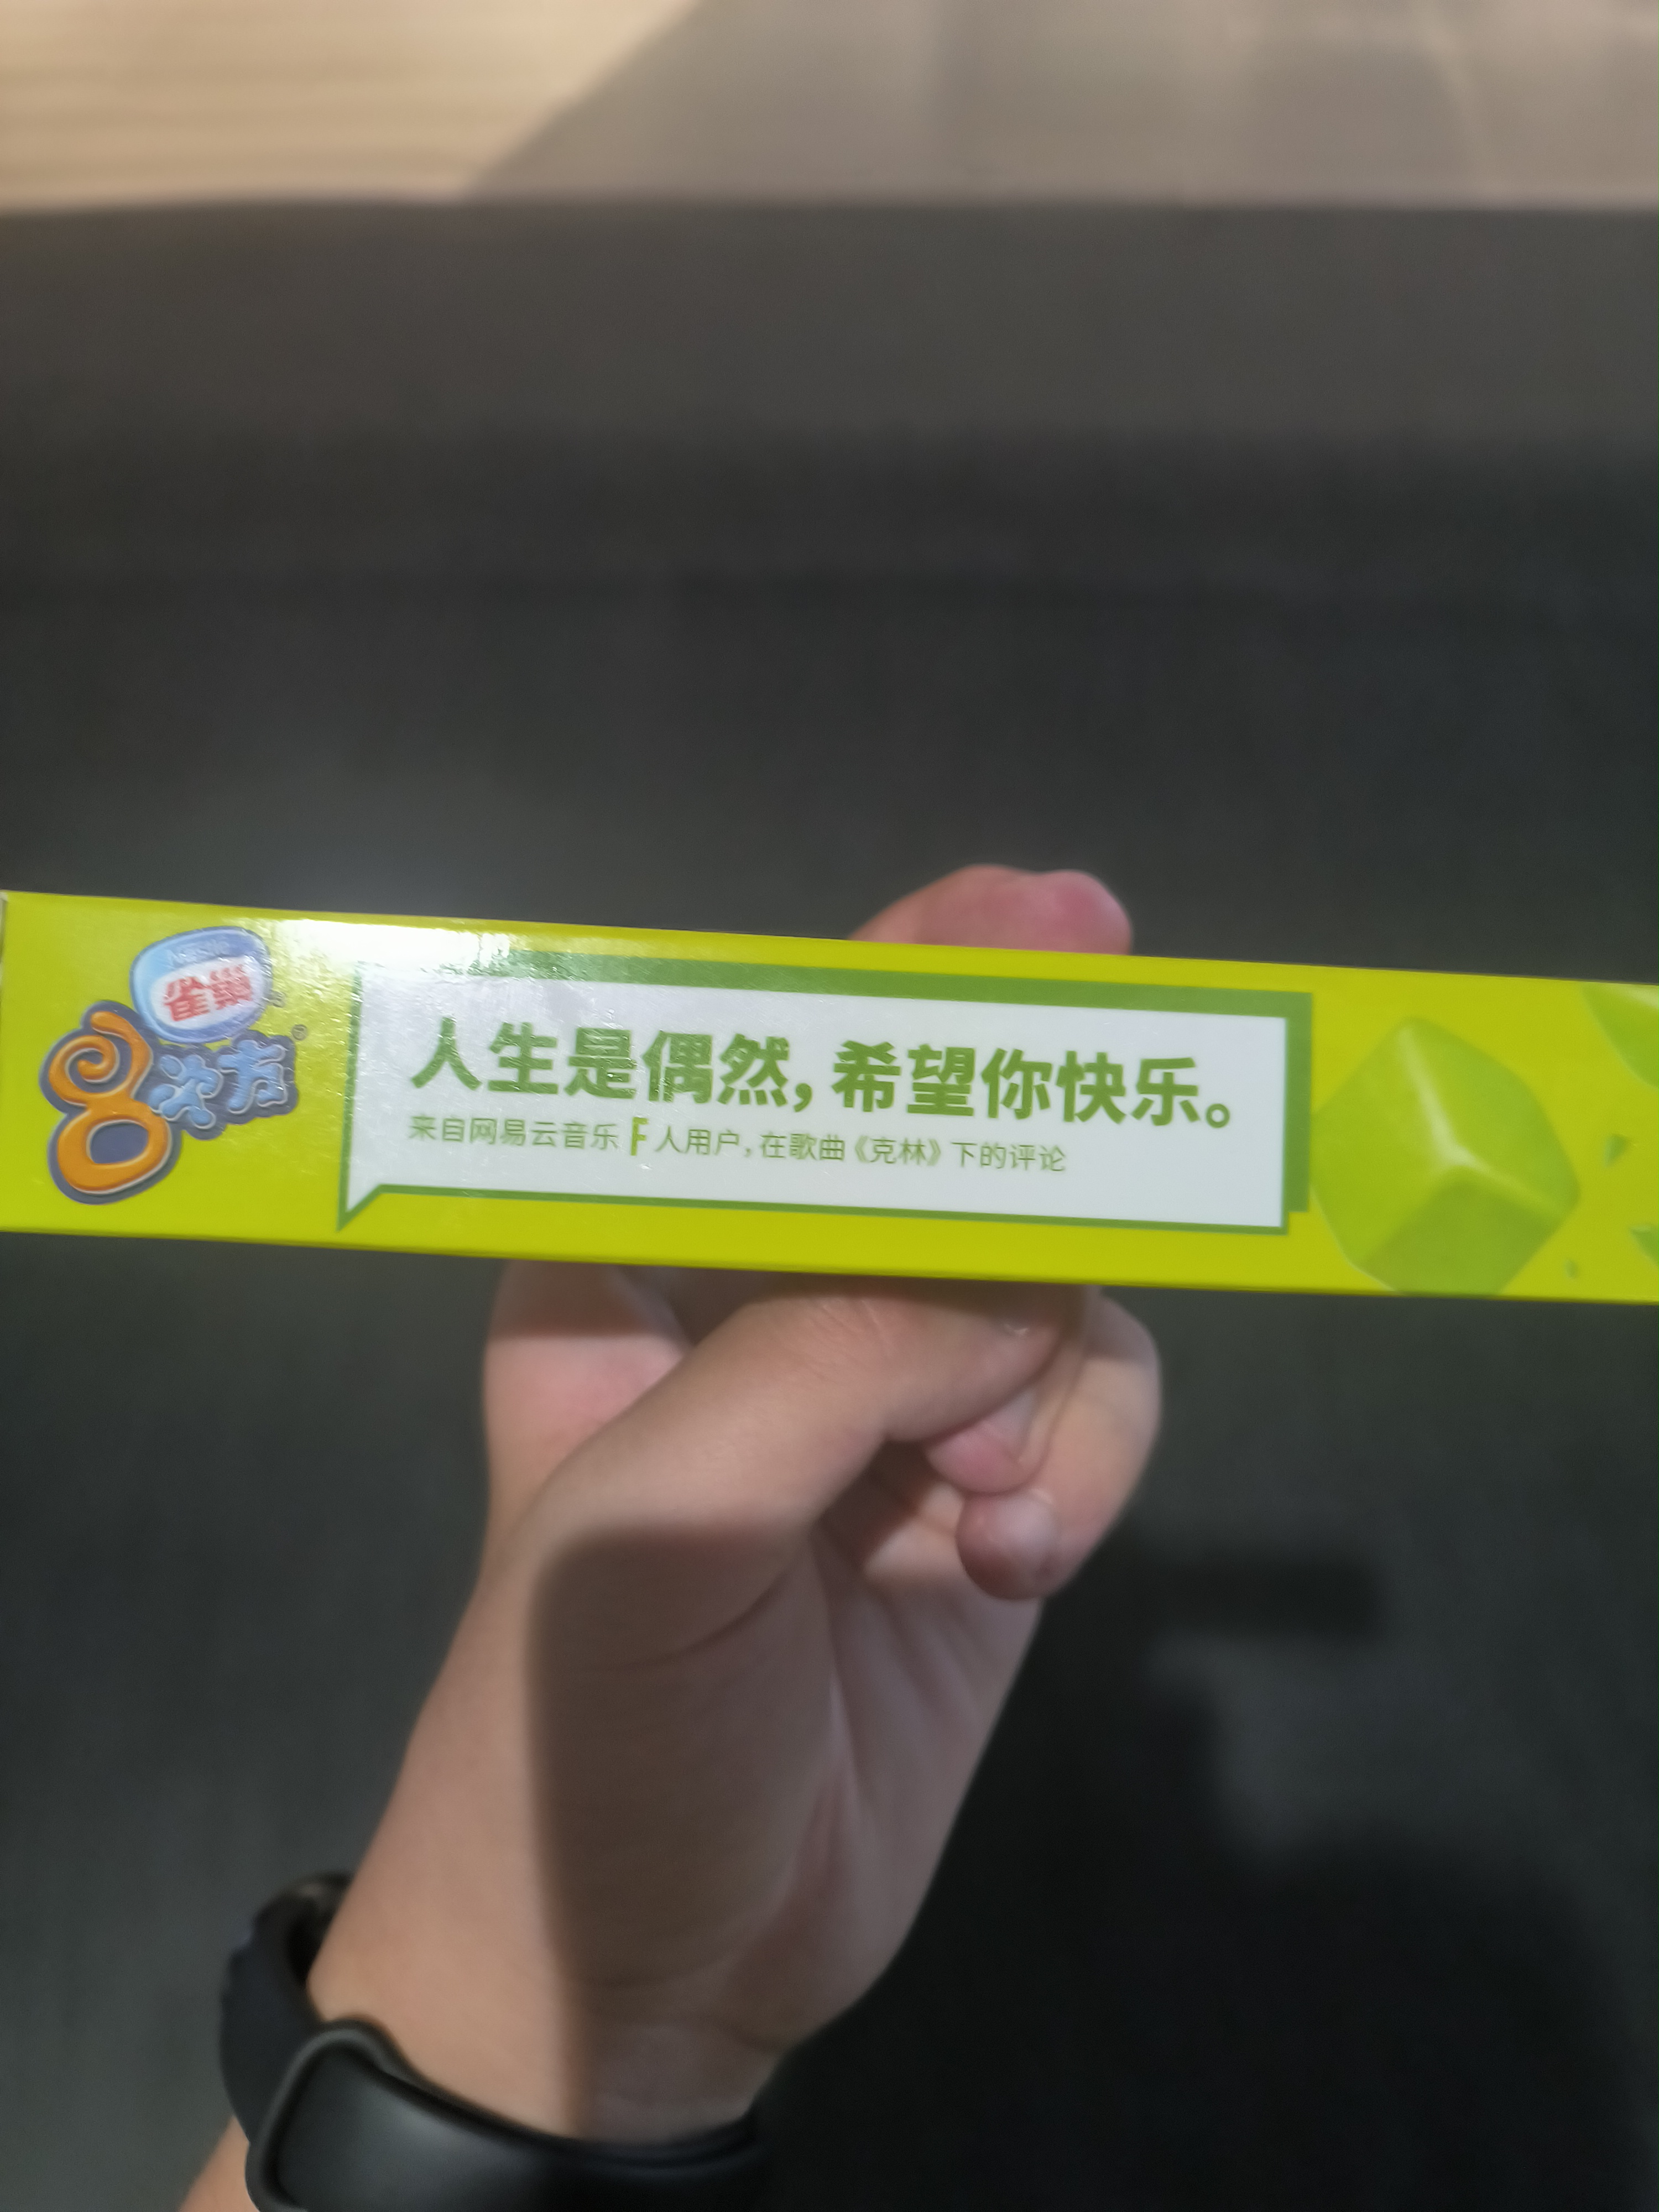 雀巢
8次方
人生是偶然，希望你快乐。
来自网易云音乐 F 人用户，在歌曲《克林》下的评论